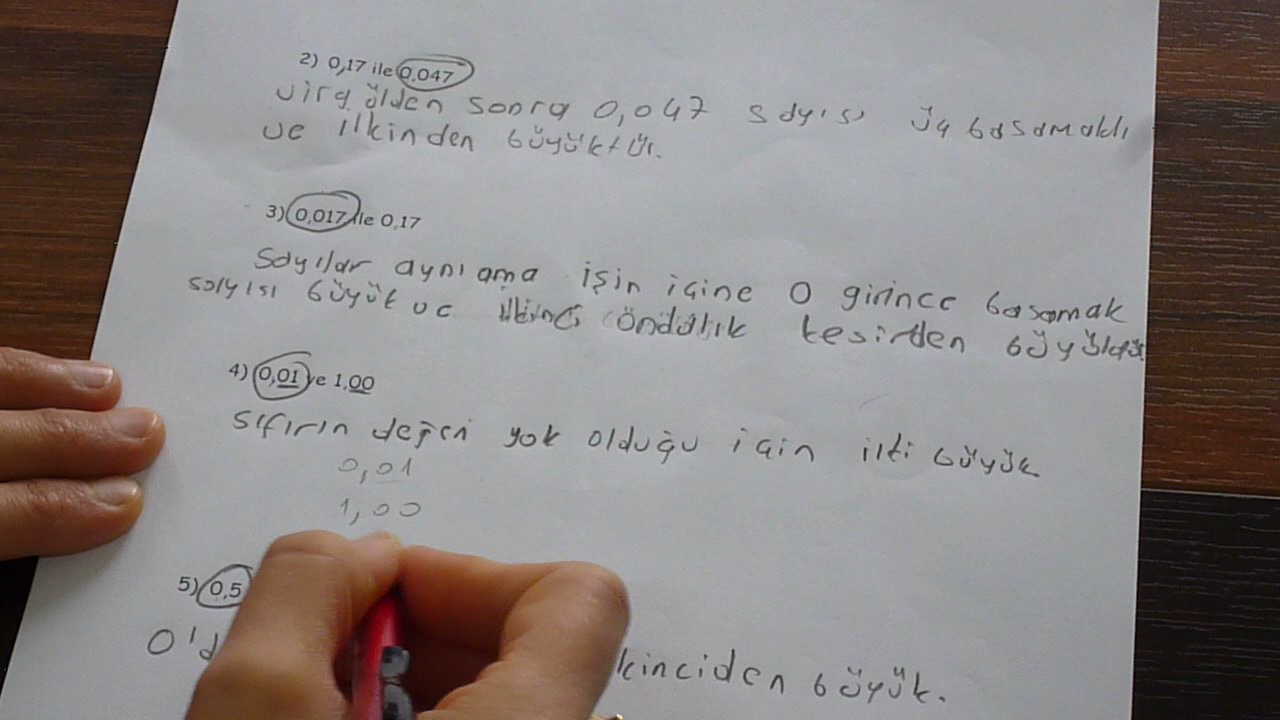 2) 0,17 ile 0,047
virgülden sonra 0,047 sayısı üç basamaklı
ve ilkinden büyüktür.
3) 0,017 ile 0,17
Sayılar aynı ama işin içine 0 girince basamak
sayısı büyük ve ondalık kesirden
4) 0,01 ve 1,00
Sıfırın değeri yok olduğu için ilki büyük
0,01
1,00
5) 0,5
büyük.